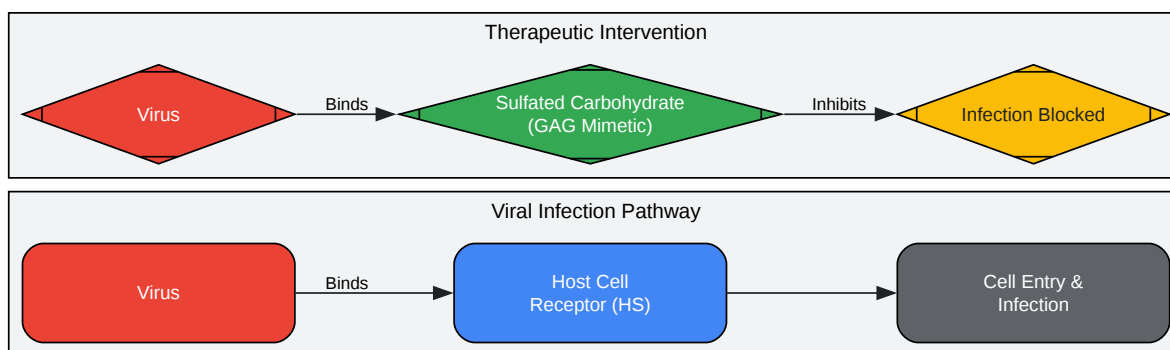 Therapeutic Intervention
Virus
Binds
Sulfated Carbohydrate
(GAG Mimetic)
Inhibits
Infection Blocked
Viral Infection Pathway
Virus
Binds
Host Cell
Receptor (HS)
Cell Entry &
Infection